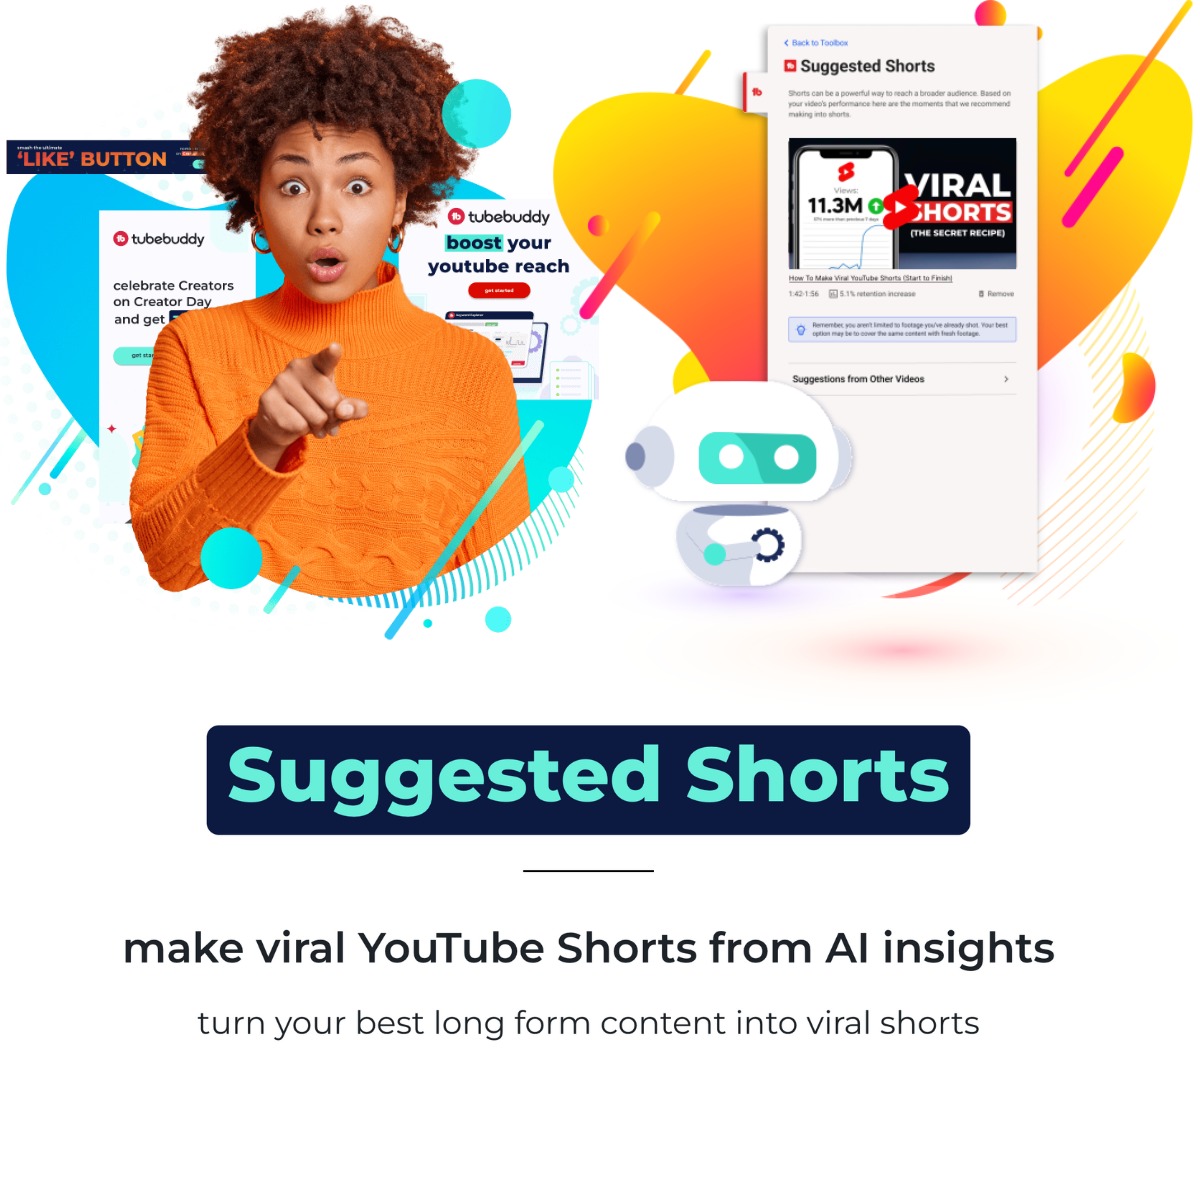 smash the ultimate
'LIKE' BUTTON
tubebuddy
celebrate Creators
on Creator Day
and get
tubebuddy
boost your
youtube reach
get started
Back to Toolbox
Suggested Shorts
Shorts can be a powerful way to reach a broader audience. Based on
your video's performance here are the moments that we recommend
making into shorts.
Views:
11.3M
97% more than previous 7 days
VIRAL
SHORTS
(THE SECRET RECIPE)
How To Make Viral YouTube Shorts (Start to Finish)
1:42-1:56 5.1% retention increase Remove
Remember, you aren't limited to footage you've already shot. Your best
option may be to cover the same content with fresh footage.
Suggestions from Other Videos
Suggested Shorts
make viral YouTube Shorts from AI insights
turn your best long form content into viral shorts